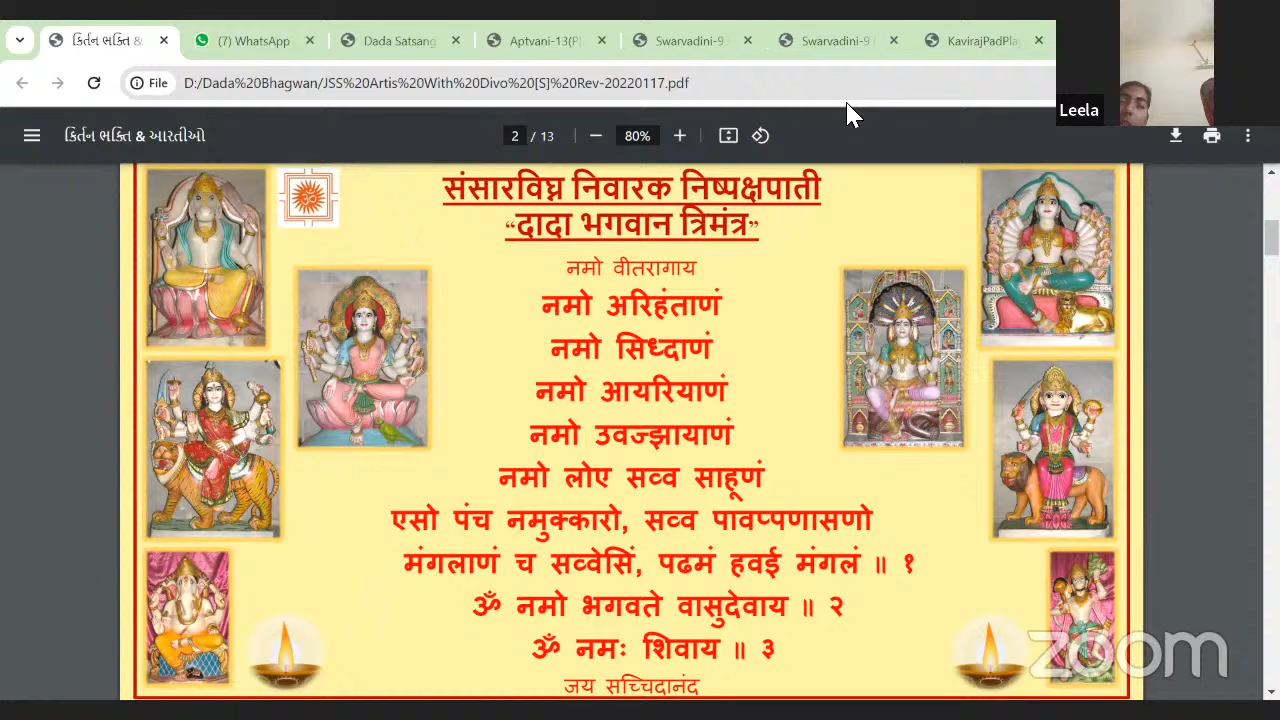 કિર્તન ભક્તિ &
(7) WhatsApp
Dada Satsang
Aptvani-13(P)
Swarvadini-9
Swarvadini-9
KavirajPadPla
File
D:/Dada%20Bhagwan/JSS%20Artis%20With%20Divo%20[S]%20Rev-20220117.pdf
Leela
કિર્તન ભક્તિ & આરતીઓ
2 / 13
80%
संसारविघ्न निवारक निष्पक्षपाती
“दादा भगवान त्रिमंत्र”
नमो वीतरागाय
नमो अरिहंताणं
नमो सिध्दाणं
नमो आयरियाणं
नमो उवज्झायाणं
नमो लोए सव्व साहूणं
एसो पंच नमुक्कारो, सव्व पावप्पणासणो
मंगलाणं च सव्वेसिं, पढमं हवई मंगलं ॥ १
ॐ नमो भगवते वासुदेवाय ॥ २
ॐ नमः शिवाय ॥ ३
जय सच्चिदानंद
zoom